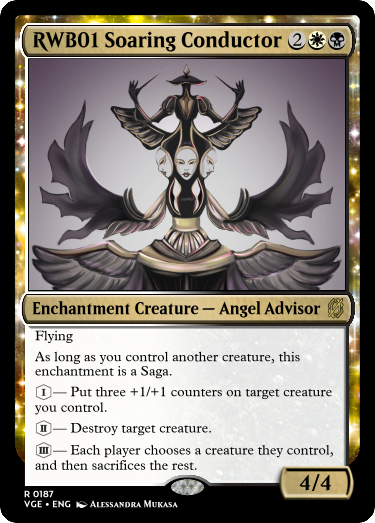 RWB01 Soaring Conductor 2
Enchantment Creature — Angel Advisor
Flying
As long as you control another creature, this
enchantment is a Saga.
I — Put three +1/+1 counters on target creature
you control.
II — Destroy target creature.
III — Each player chooses a creature they control,
and then sacrifices the rest.
4/4
R 0187
VGE • ENG Alessandra Mukasa